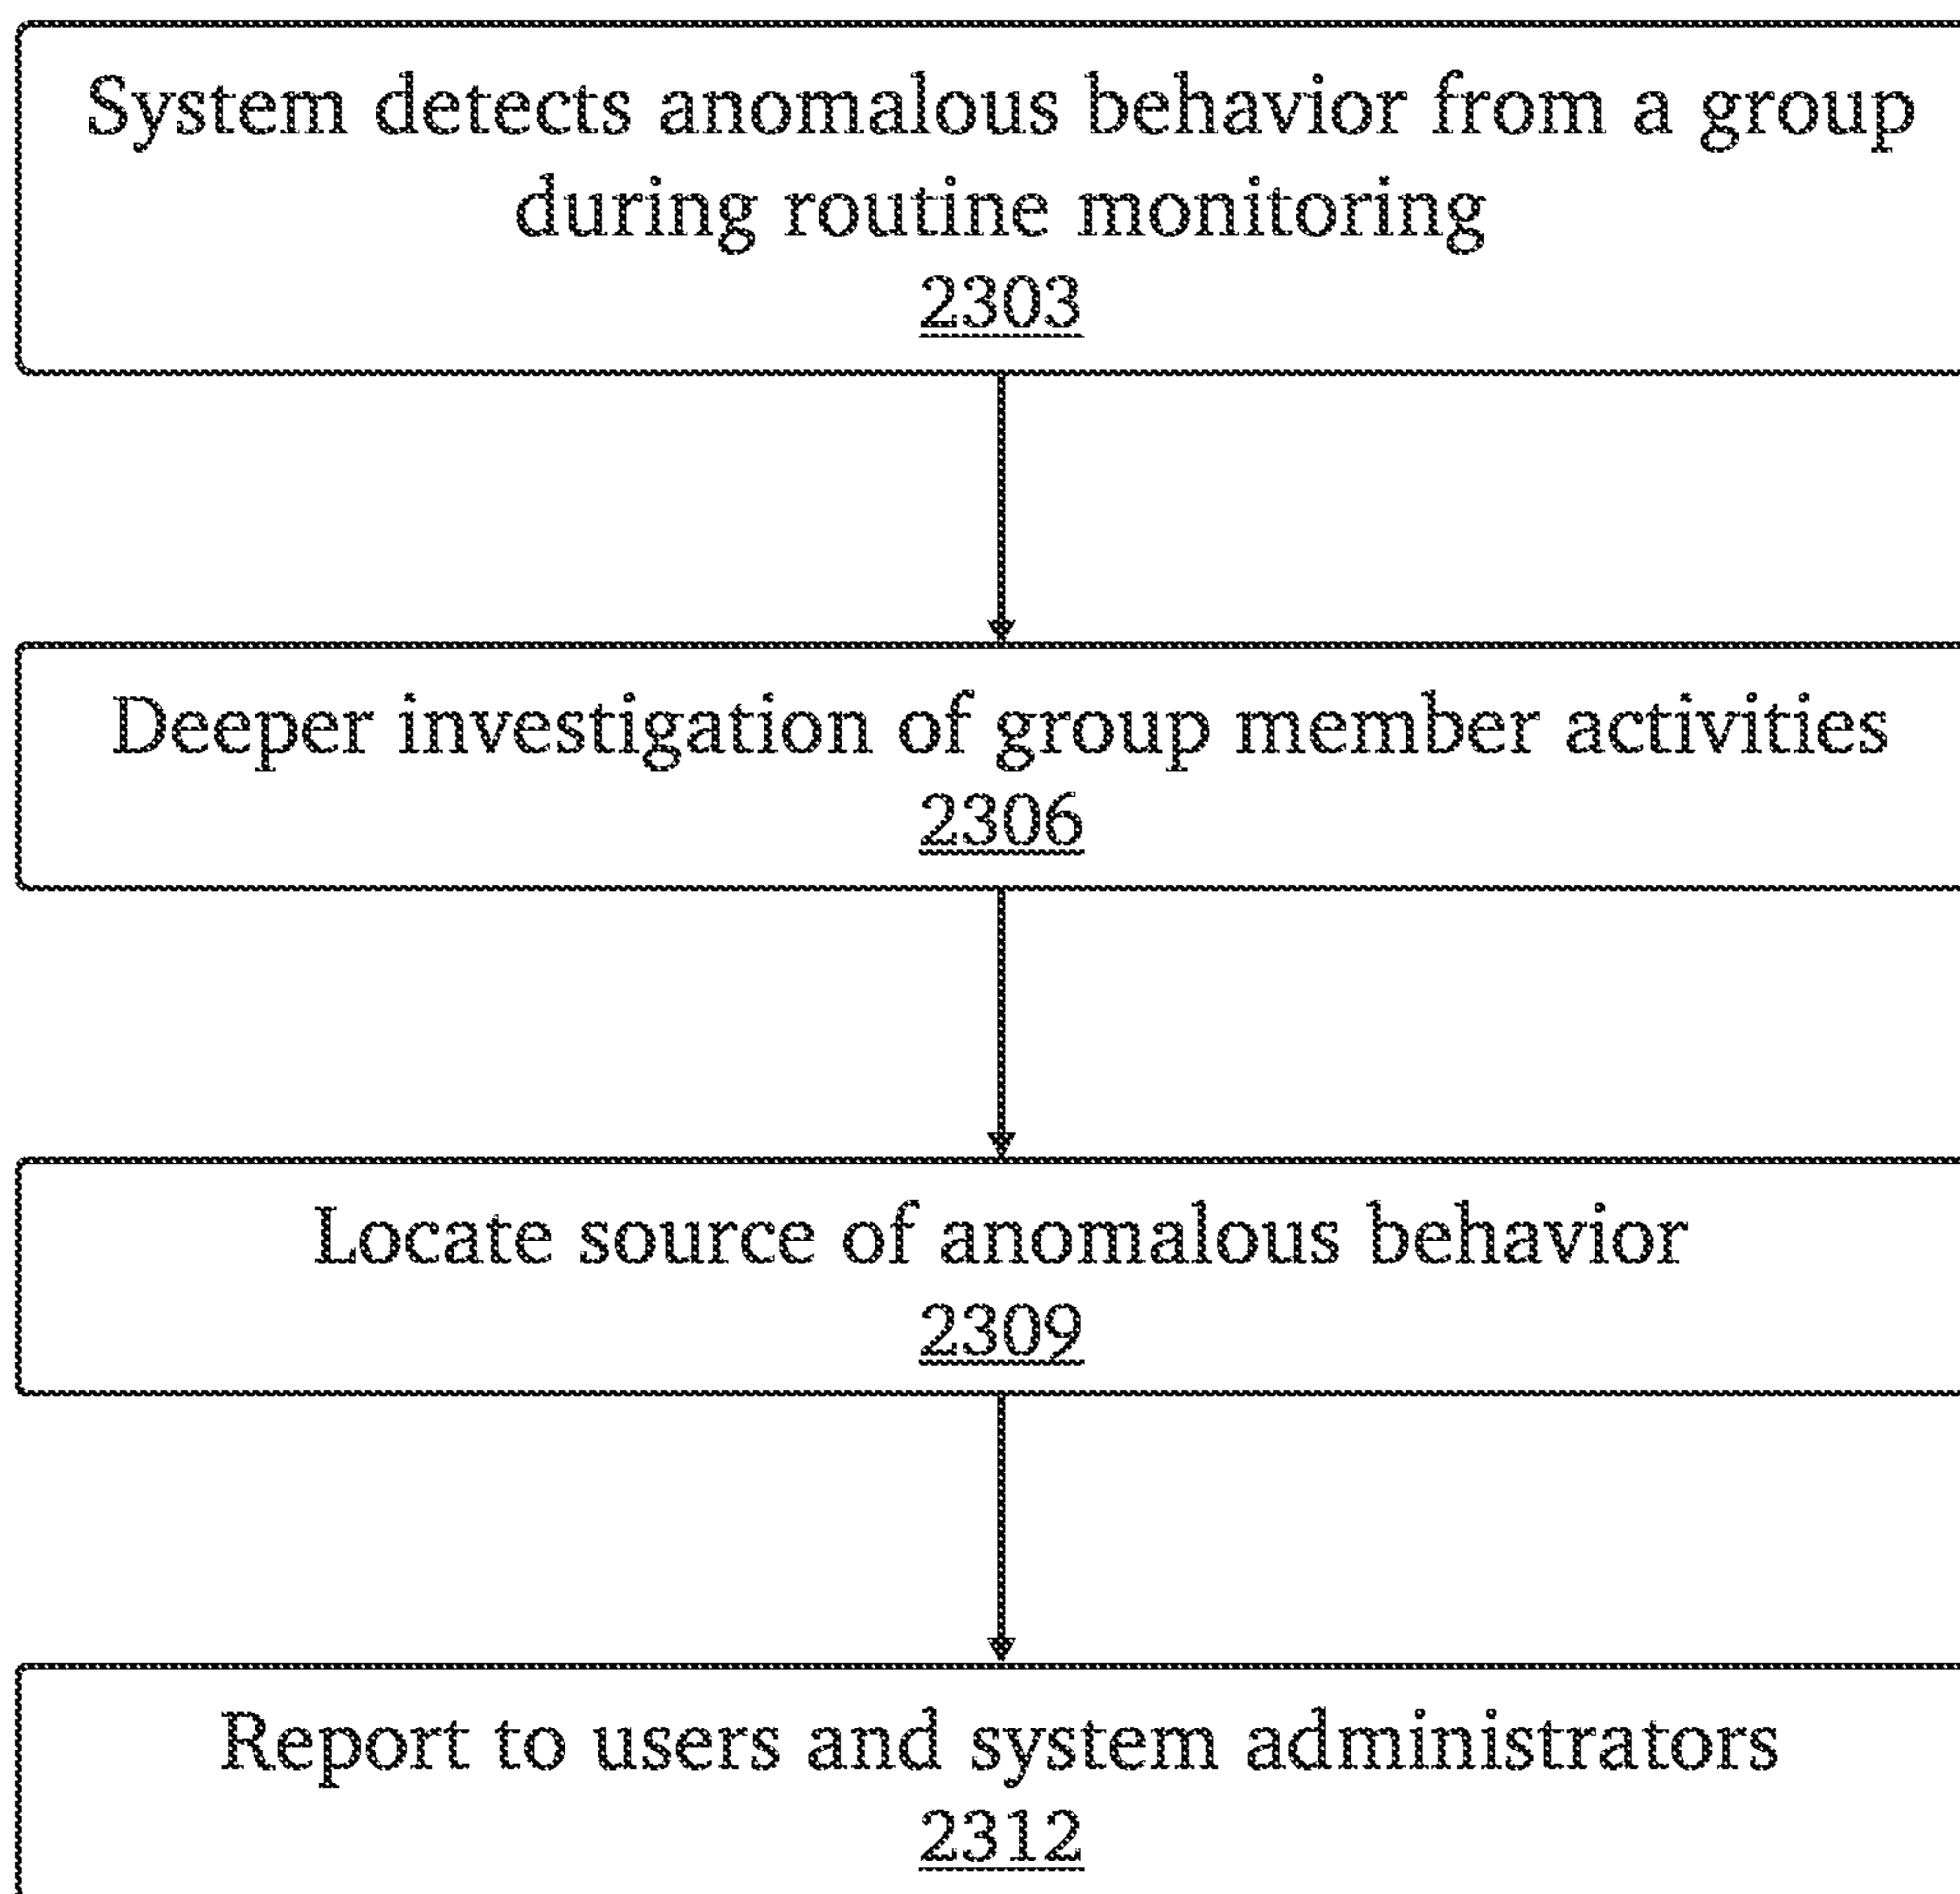 System detects anomalous behavior from a group
during routine monitoring
2303
Deeper investigation of group member activities
2306
Locate source of anomalous behavior
2309
Report to users and system administrators
2312